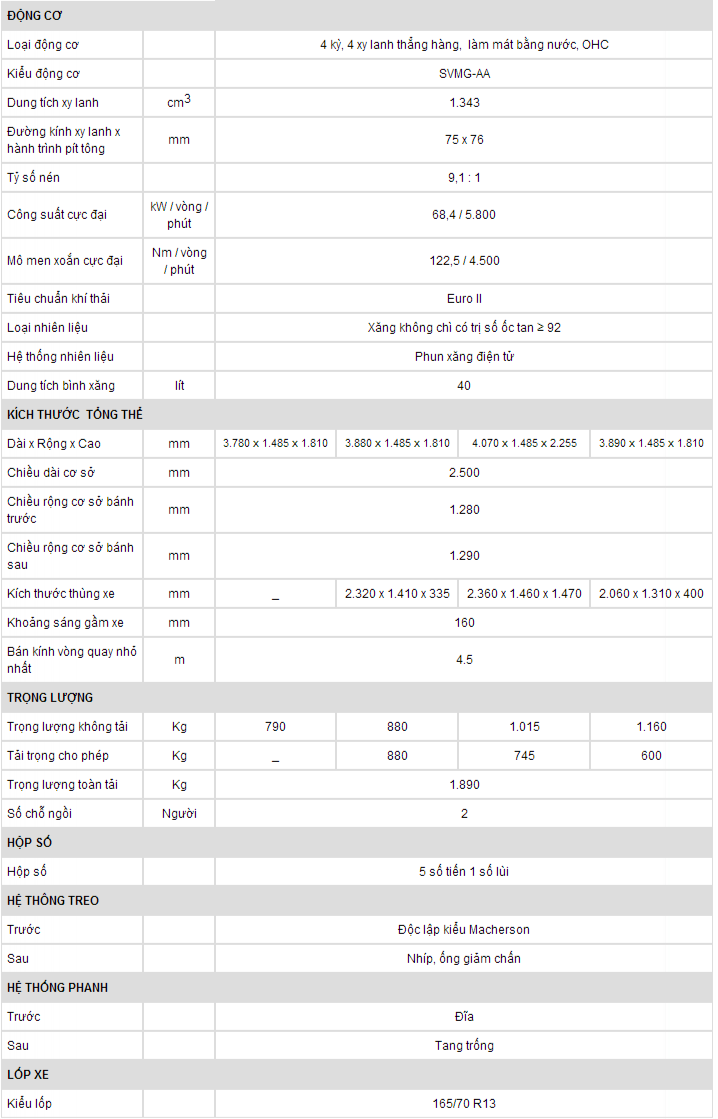 ĐỘNG CƠ
Loại động cơ 4 kỳ, 4 xy lanh thẳng hàng, làm mát bằng nước, OHC
Kiểu động cơ SVMG-AA
Dung tích xy lanh cm3 1.343
Đường kính xy lanh x
hành trình pít tông mm 75 x 76
Tỷ số nén 9,1 : 1
Công suất cực đại kW / vòng /
phút 68,4 / 5.800
Mô men xoắn cực đại Nm / vòng
/ phút 122,5 / 4.500
Tiêu chuẩn khí thải Euro II
Loại nhiên liệu Xăng không chì có trị số ốc tan ≥ 92
Hệ thống nhiên liệu Phun xăng điện tử
Dung tích bình xăng lít 40
KÍCH THƯỚC TỔNG THỂ
Dài x Rộng x Cao mm 3.780 x 1.485 x 1.810 3.880 x 1.485 x 1.810 4.070 x 1.485 x 2.255 3.890 x 1.485 x 1.810
Chiều dài cơ sở mm 2.500
Chiều rộng cơ sở bánh
trước mm 1.280
Chiều rộng cơ sở bánh
sau mm 1.290
Kích thước thùng xe mm _ 2.320 x 1.410 x 335 2.360 x 1.460 x 1.470 2.060 x 1.310 x 400
Khoảng sáng gầm xe mm 160
Bán kính vòng quay nhỏ
nhất m 4.5
TRỌNG LƯỢNG
Trọng lượng không tải Kg 790 880 1.015 1.160
Tải trọng cho phép Kg _ 880 745 600
Trọng lượng toàn tải Kg 1.890
Số chỗ ngồi Người 2
HỘP SỐ
Hộp số 5 số tiến 1 số lùi
HỆ THỐNG TREO
Trước Độc lập kiểu Macherson
Sau Nhíp, ống giảm chấn
HỆ THỐNG PHANH
Trước Đĩa
Sau Tang trống
LỐP XE
Kiểu lốp 165/70 R13